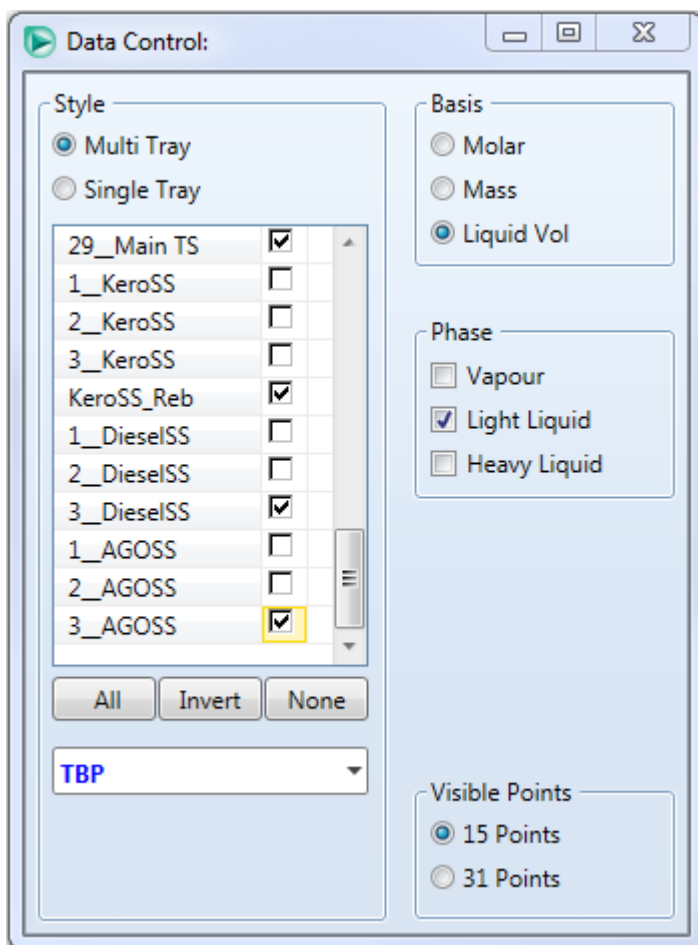 Data Control:
Style
Multi Tray
Single Tray
29__Main TS
1__KeroSS
2__KeroSS
3__KeroSS
KeroSS_Reb
1__DieselSS
2__DieselSS
3__DieselSS
1__AGOSS
2__AGOSS
3__AGOSS
All Invert None
TBP
Basis
Molar
Mass
Liquid Vol
Phase
Vapour
Light Liquid
Heavy Liquid
Visible Points
15 Points
31 Points